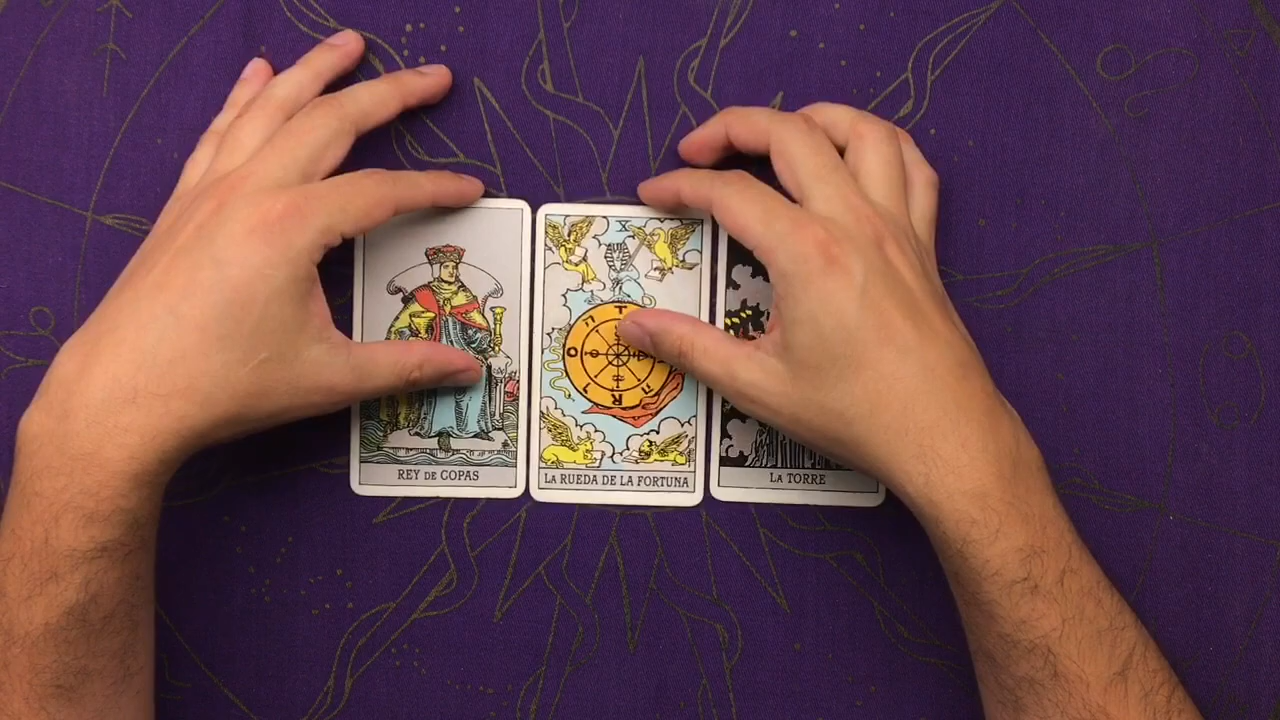 X
T
A
R
O
REY DE COPAS
LA RUEDA DE LA FORTUNA
LA TORRE